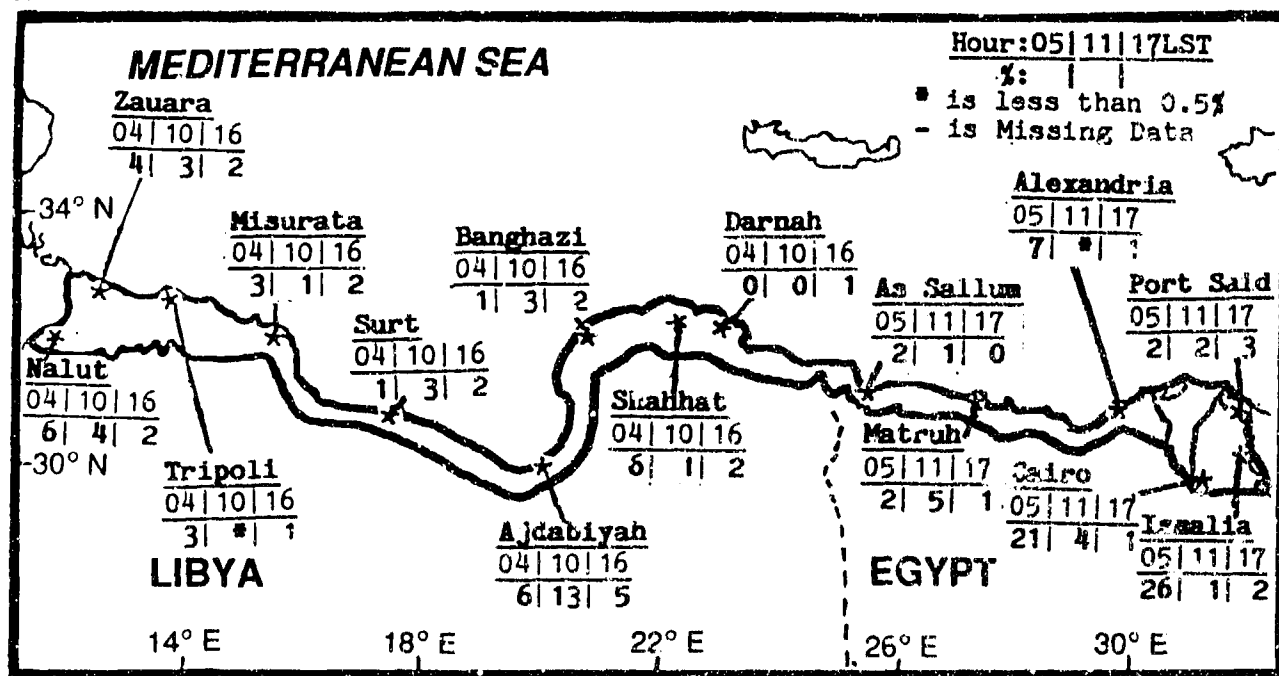 MEDITERRANEAN SEA
Hour:05|11|17LST
%: | |
* is less than 0.5%
- is Missing Data
Zauara
04|10|16
4| 3| 2
34° N
Misurata
04|10|16
3| 1| 2
Banghazi
04|10|16
1| 3| 2
Darnah
04|10|16
0| 0| 1
Alexandria
05|11|17
7| *|
As Sallum
05|11|17
2| 1| 0
Port Said
05|11|17
2| 2| 3
Surt
04|10|16
1| 3| 2
Nalut
04|10|16
6| 4| 2
30° N
Tripoli
04|10|16
3| *| 1
Shahhat
04|10|16
6| 1| 2
Matruh
05|11|17
2| 5| 1
Cairo
05|11|17
21| 4| 1
Ajdabiyah
04|10|16
6|13| 5
Ismalia
05|11|17
26| 1| 2
LIBYA
EGYPT
14° E
18° E
22° E
26° E
30° E